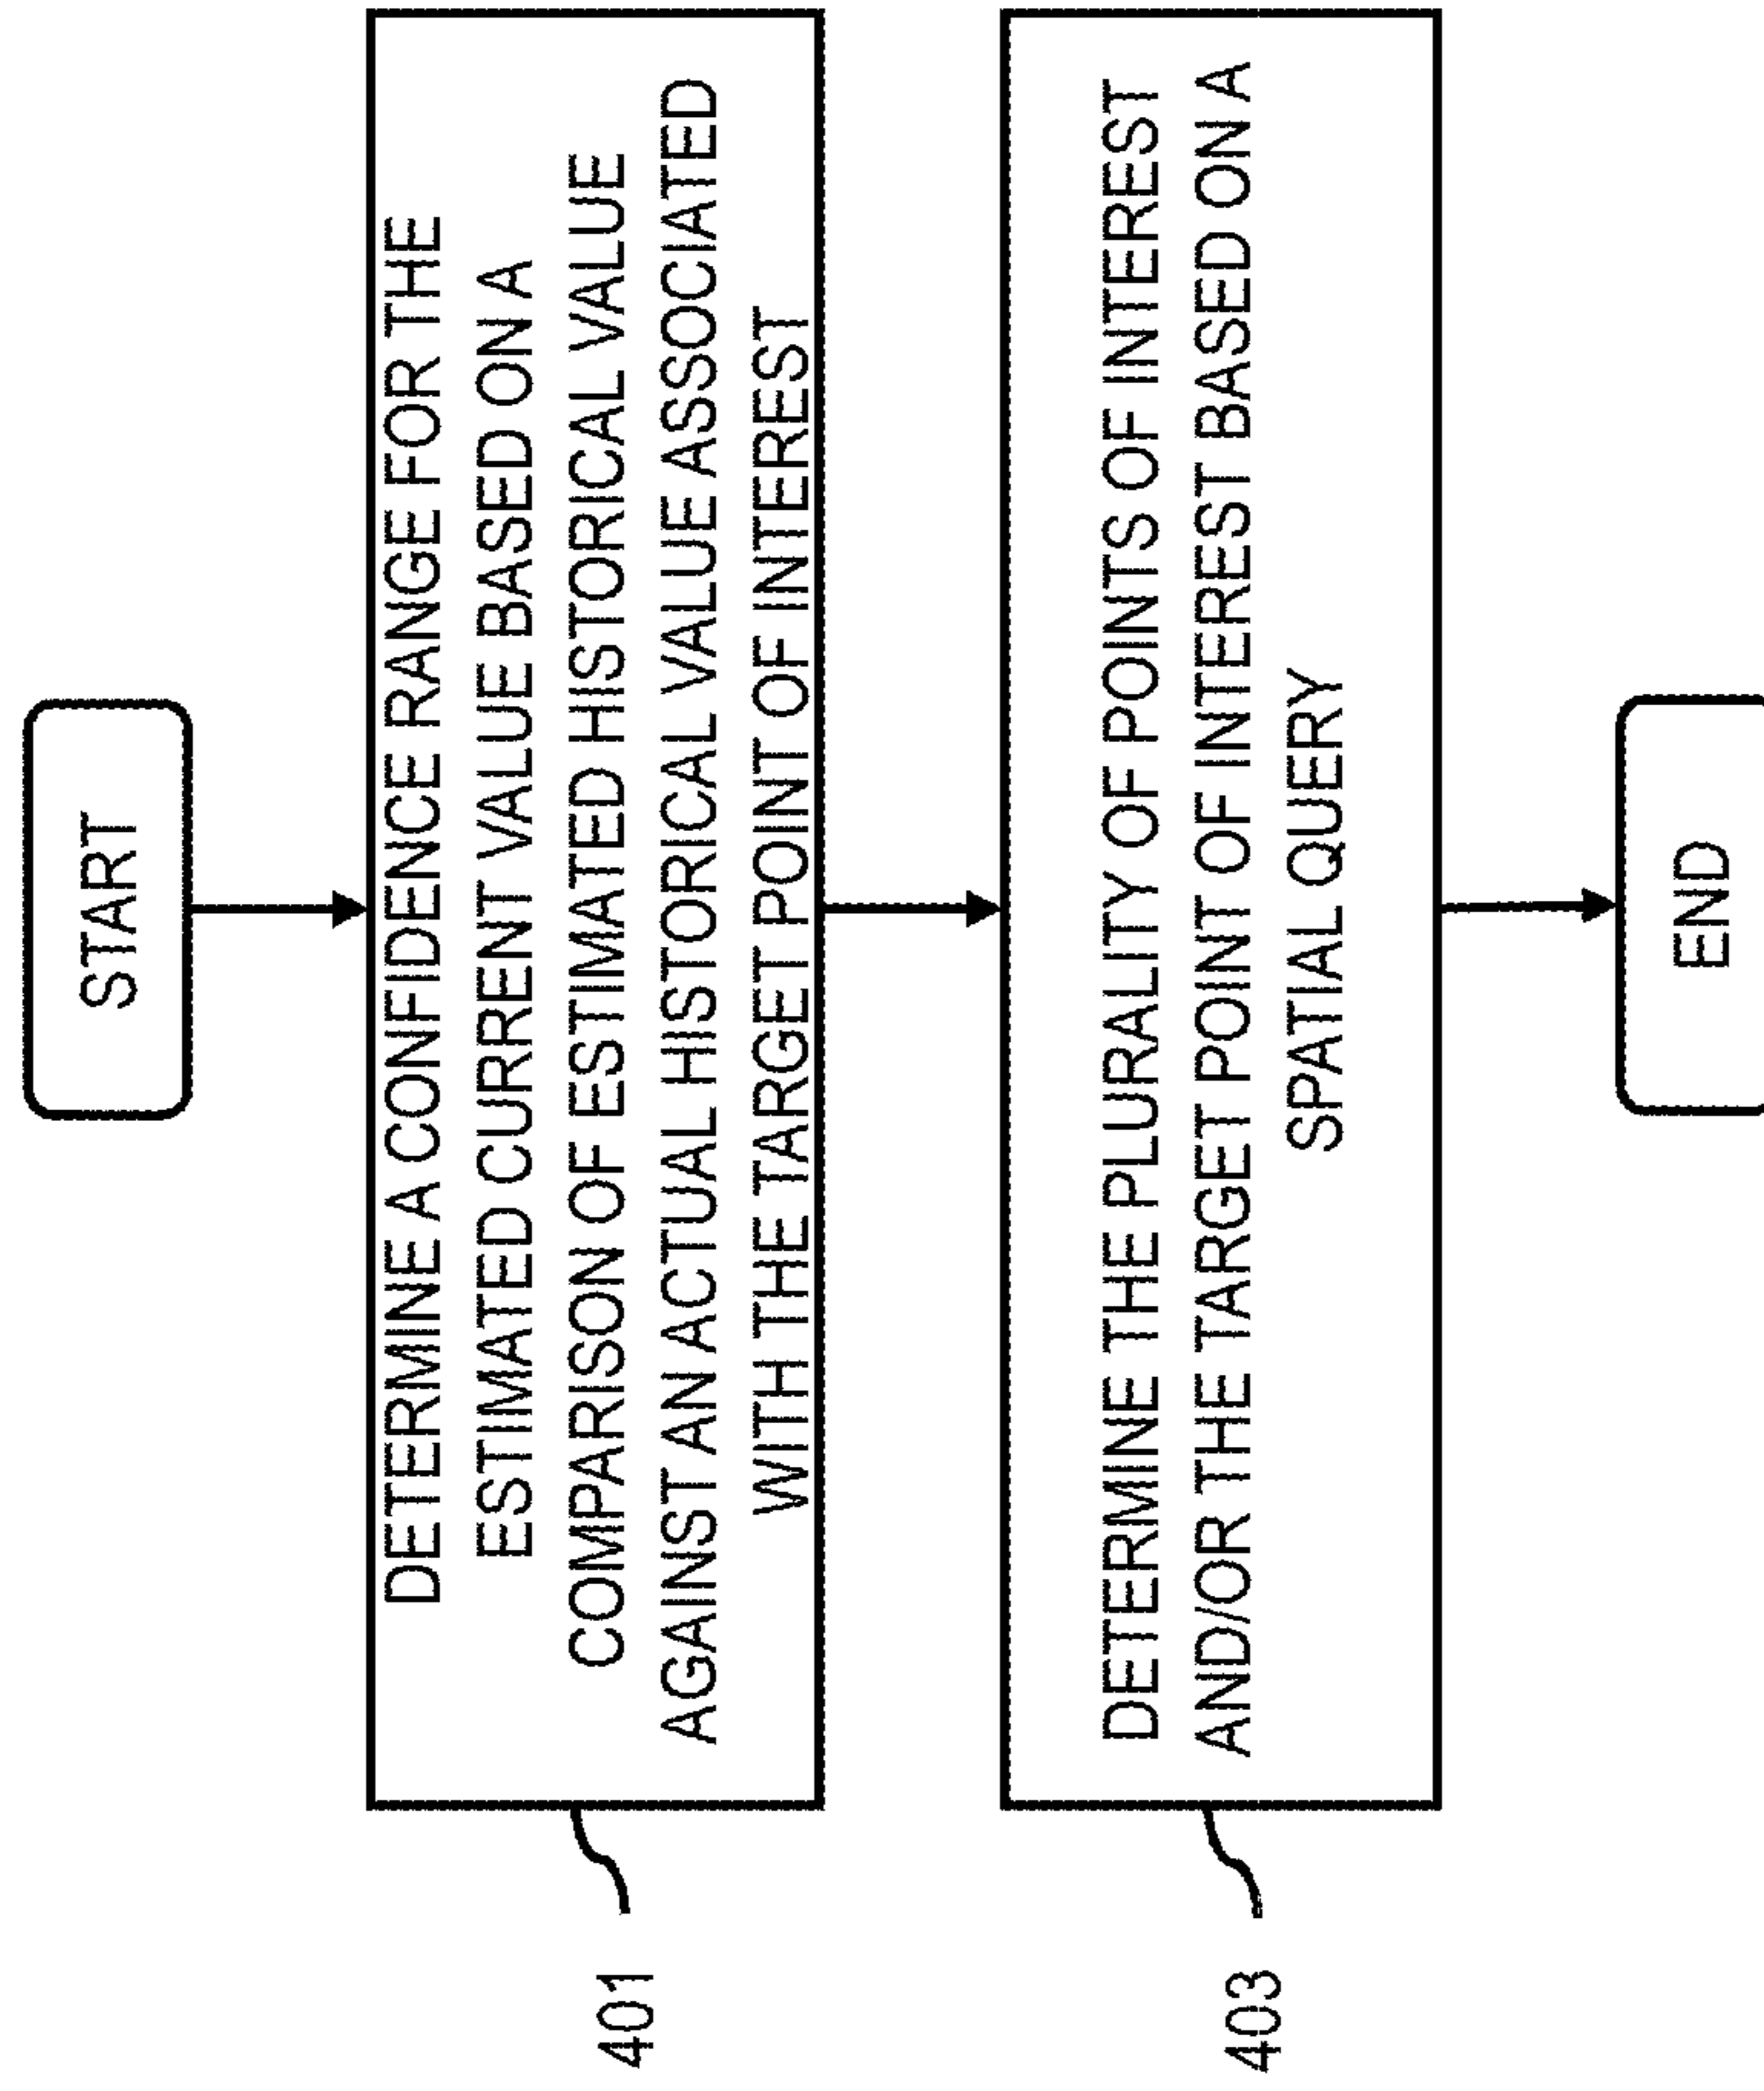 START
DETERMINE A CONFIDENCE RANGE FOR THE
ESTIMATED CURRENT VALUE BASED ON A
COMPARISON OF ESTIMATED HISTORICAL VALUE
AGAINST AN ACTUAL HISTORICAL VALUE ASSOCIATED
WITH THE TARGET POINT OF INTEREST
401
DETERMINE THE PLURALITY OF POINTS OF INTEREST
AND/OR THE TARGET POINT OF INTEREST BASED ON A
SPATIAL QUERY
403
END